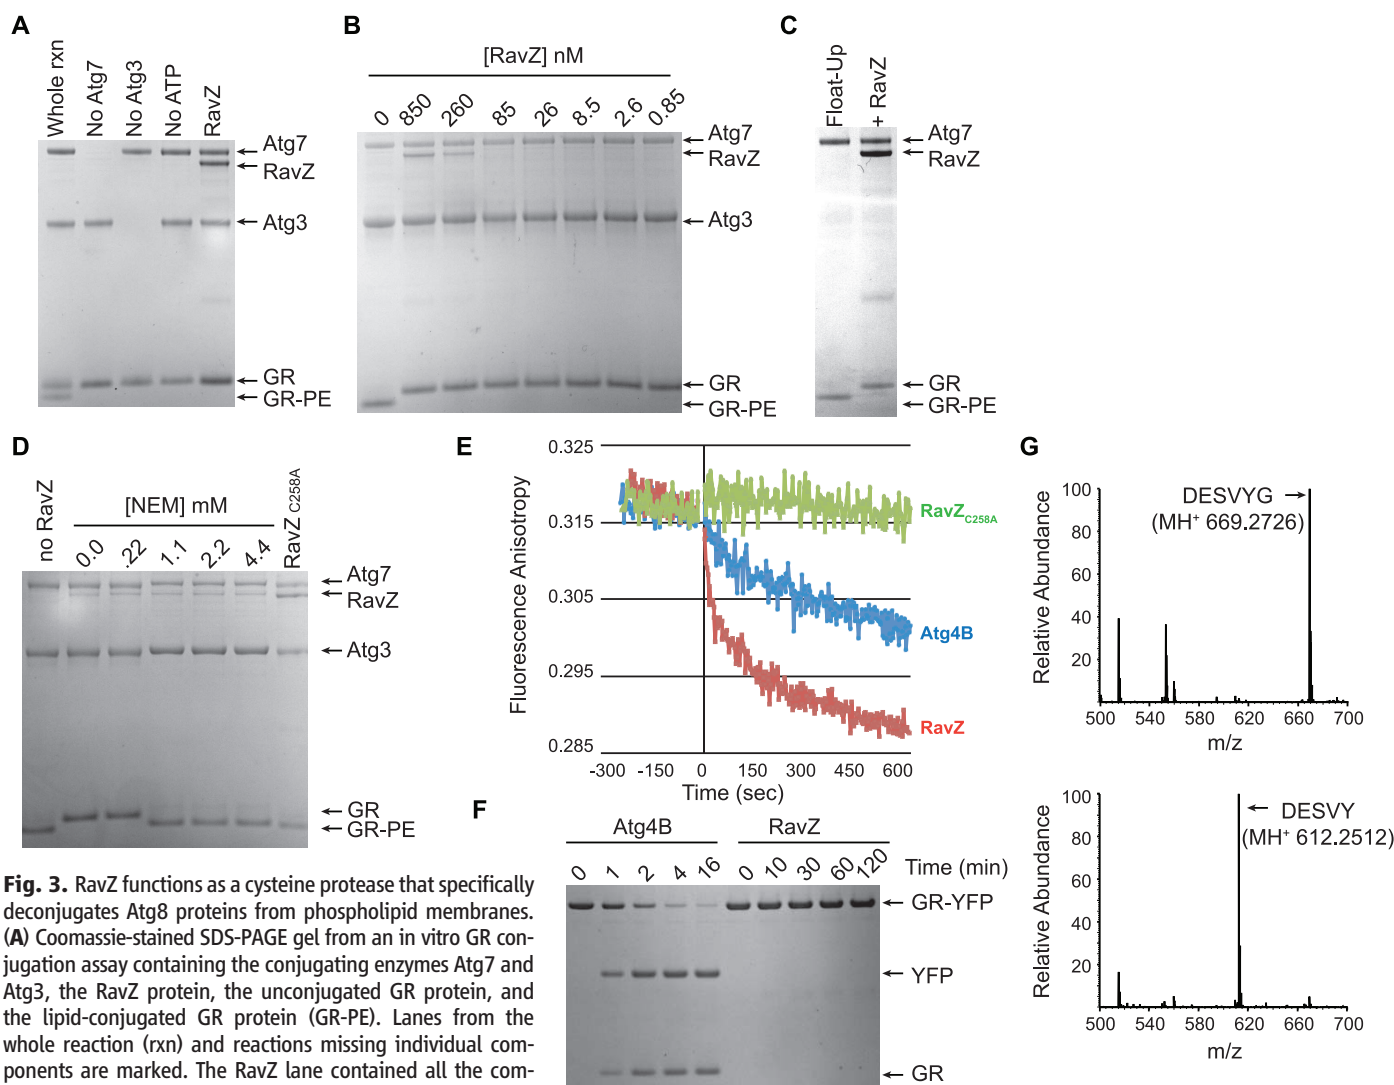 A
Whole rxn
No Atg7
No Atg3
No ATP
RavZ
Atg7
RavZ
Atg3
GR
GR-PE
B
[RavZ] nM
0 850 260 85 26 8.5 2.6 0.85
Atg7
RavZ
Atg3
GR
GR-PE
C
Float-Up
+ RavZ
Atg7
RavZ
GR
GR-PE
D
no RavZ
[NEM] mM
0.0 .22 1.1 2.2 4.4
RavZ C258A
Atg7
RavZ
Atg3
GR
GR-PE
E
Fluorescence Anisotropy
0.325
0.315
0.305
0.295
0.285
RavZC258A
Atg4B
RavZ
-300 -150 0 150 300 450 600
Time (sec)
F
Atg4B RavZ
0 1 2 4 16 0 10 30 60 120 Time (min)
GR-YFP
YFP
GR
G
Relative Abundance
100
80
60
40
20
DESVYG
(MH+ 669.2726)
500 540 580 620 660 700
m/z
Relative Abundance
100
80
60
40
20
DESVY
(MH+ 612.2512)
500 540 580 620 660 700
m/z
Fig. 3. RavZ functions as a cysteine protease that specifically
deconjugates Atg8 proteins from phospholipid membranes.
(A) Coomassie-stained SDS-PAGE gel from an in vitro GR con-
jugation assay containing the conjugating enzymes Atg7 and
Atg3, the RavZ protein, the unconjugated GR protein, and
the lipid-conjugated GR protein (GR-PE). Lanes from the
whole reaction (rxn) and reactions missing individual com-
ponents are marked. The RavZ lane contained all the com-